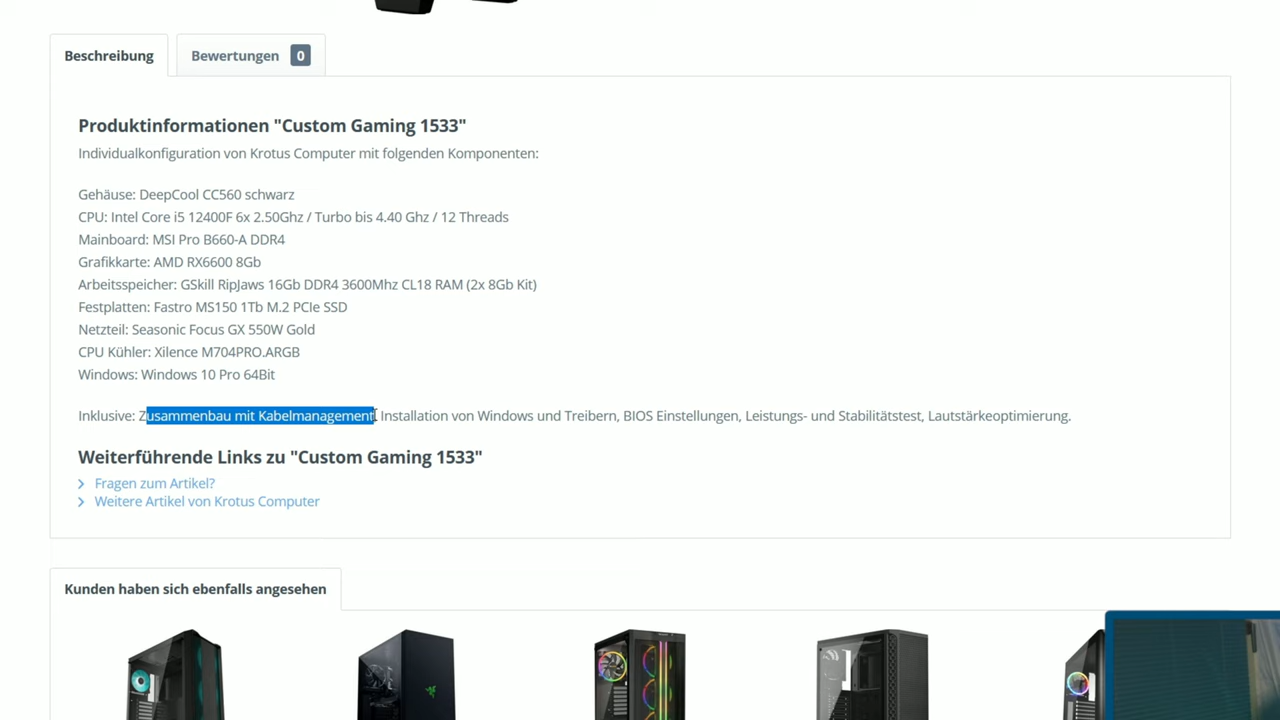 Beschreibung
Bewertungen 0
Produktinformationen "Custom Gaming 1533"
Individualkonfiguration von Krotus Computer mit folgenden Komponenten:
Gehäuse: DeepCool CC560 schwarz
CPU: Intel Core i5 12400F 6x 2.50Ghz / Turbo bis 4.40 Ghz / 12 Threads
Mainboard: MSI Pro B660-A DDR4
Grafikkarte: AMD RX6600 8Gb
Arbeitsspeicher: GSkill RipJaws 16Gb DDR4 3600Mhz CL18 RAM (2x 8Gb Kit)
Festplatten: Fastro MS150 1Tb M.2 PCIe SSD
Netzteil: Seasonic Focus GX 550W Gold
CPU Kühler: Xilence M704PRO.ARGB
Windows: Windows 10 Pro 64Bit
Inklusive: Zusammenbau mit Kabelmanagement, Installation von Windows und Treibern, BIOS Einstellungen, Leistungs- und Stabilitätstest, Lautstärkeoptimierung.
Weiterführende Links zu "Custom Gaming 1533"
Fragen zum Artikel?
Weitere Artikel von Krotus Computer
Kunden haben sich ebenfalls angesehen